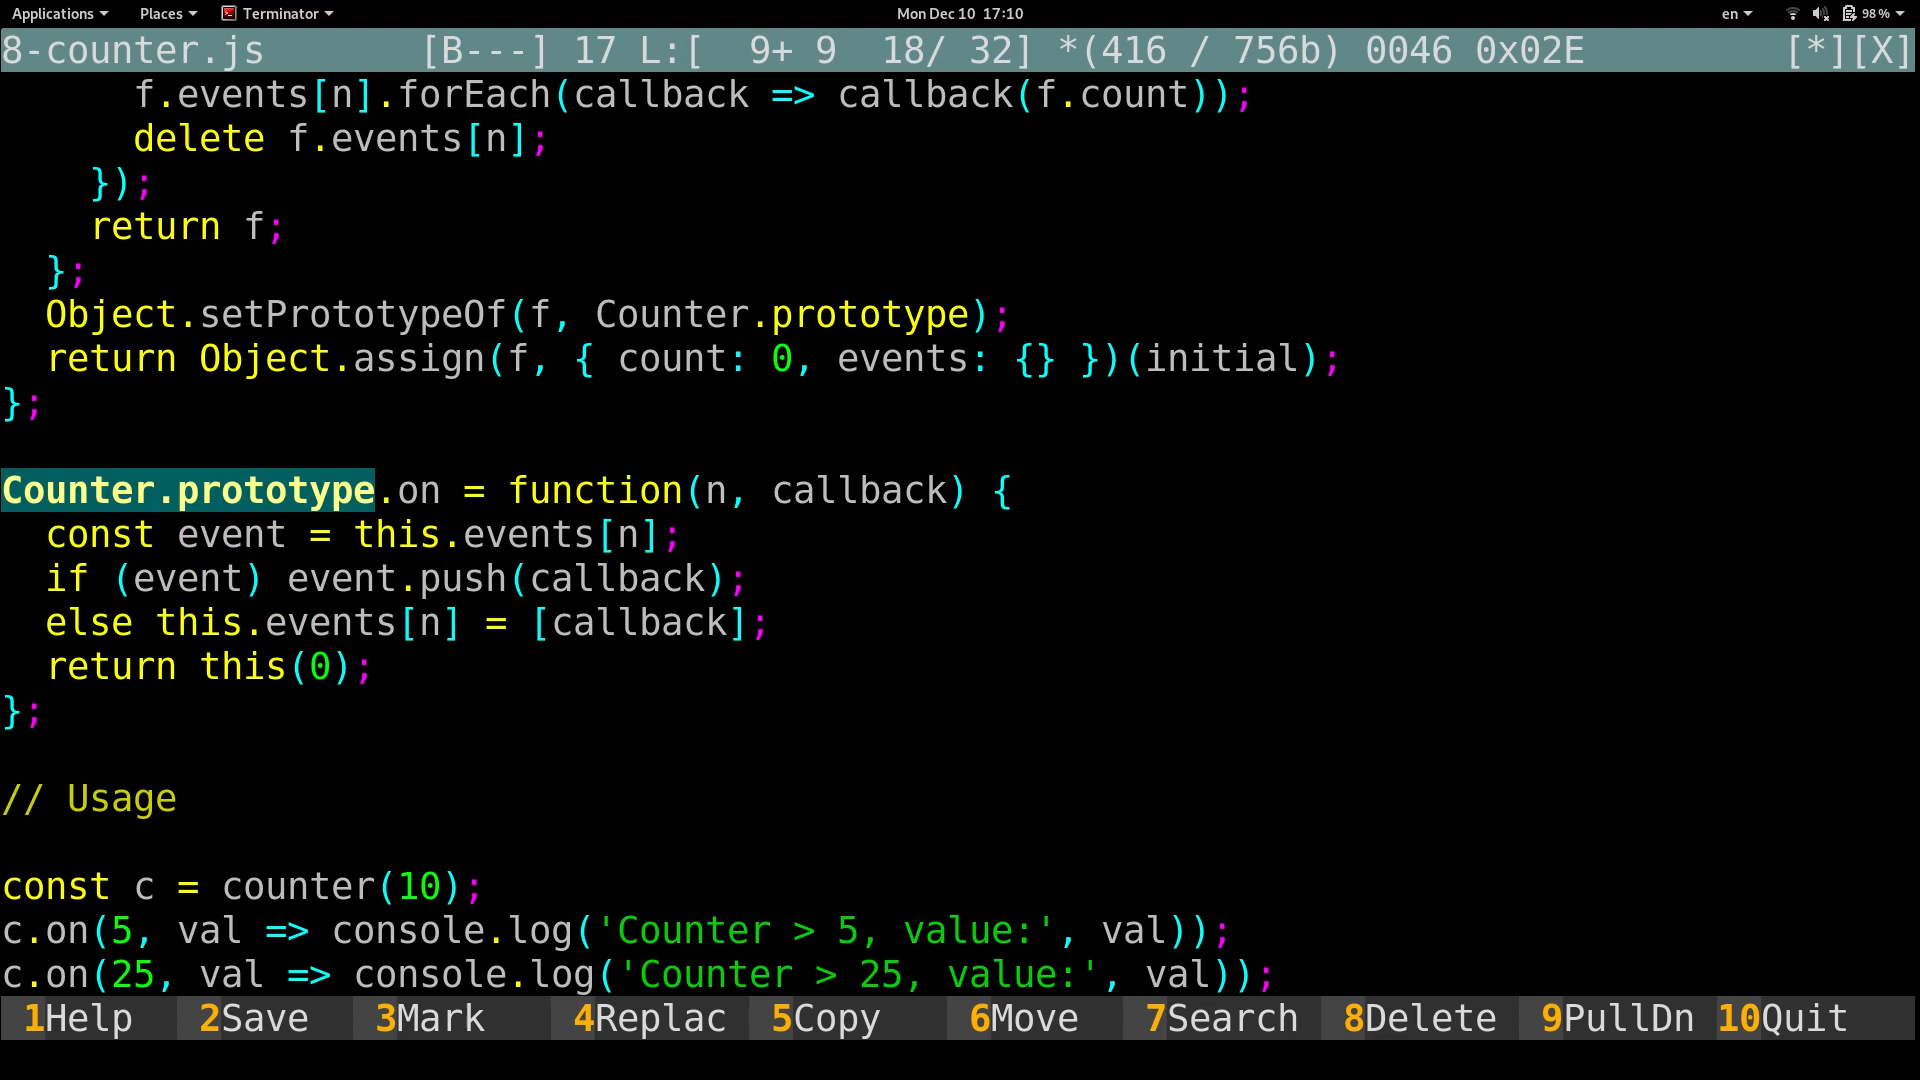 Applications Places Terminator Mon Dec 10 17:10 en 98%
8-counter.js [B---] 17 L:[ 9+ 9 18/ 32] *(416 / 756b) 0046 0x02E [*][X]
      f.events[n].forEach(callback => callback(f.count));
      delete f.events[n];
    });
    return f;
  };
  Object.setPrototypeOf(f, Counter.prototype);
  return Object.assign(f, { count: 0, events: {} })(initial);
};
Counter.prototype.on = function(n, callback) {
  const event = this.events[n];
  if (event) event.push(callback);
  else this.events[n] = [callback];
  return this(0);
};
// Usage
const c = counter(10);
c.on(5, val => console.log('Counter > 5, value:', val));
c.on(25, val => console.log('Counter > 25, value:', val));
1Help 2Save 3Mark 4Replac 5Copy 6Move 7Search 8Delete 9PullDn 10Quit